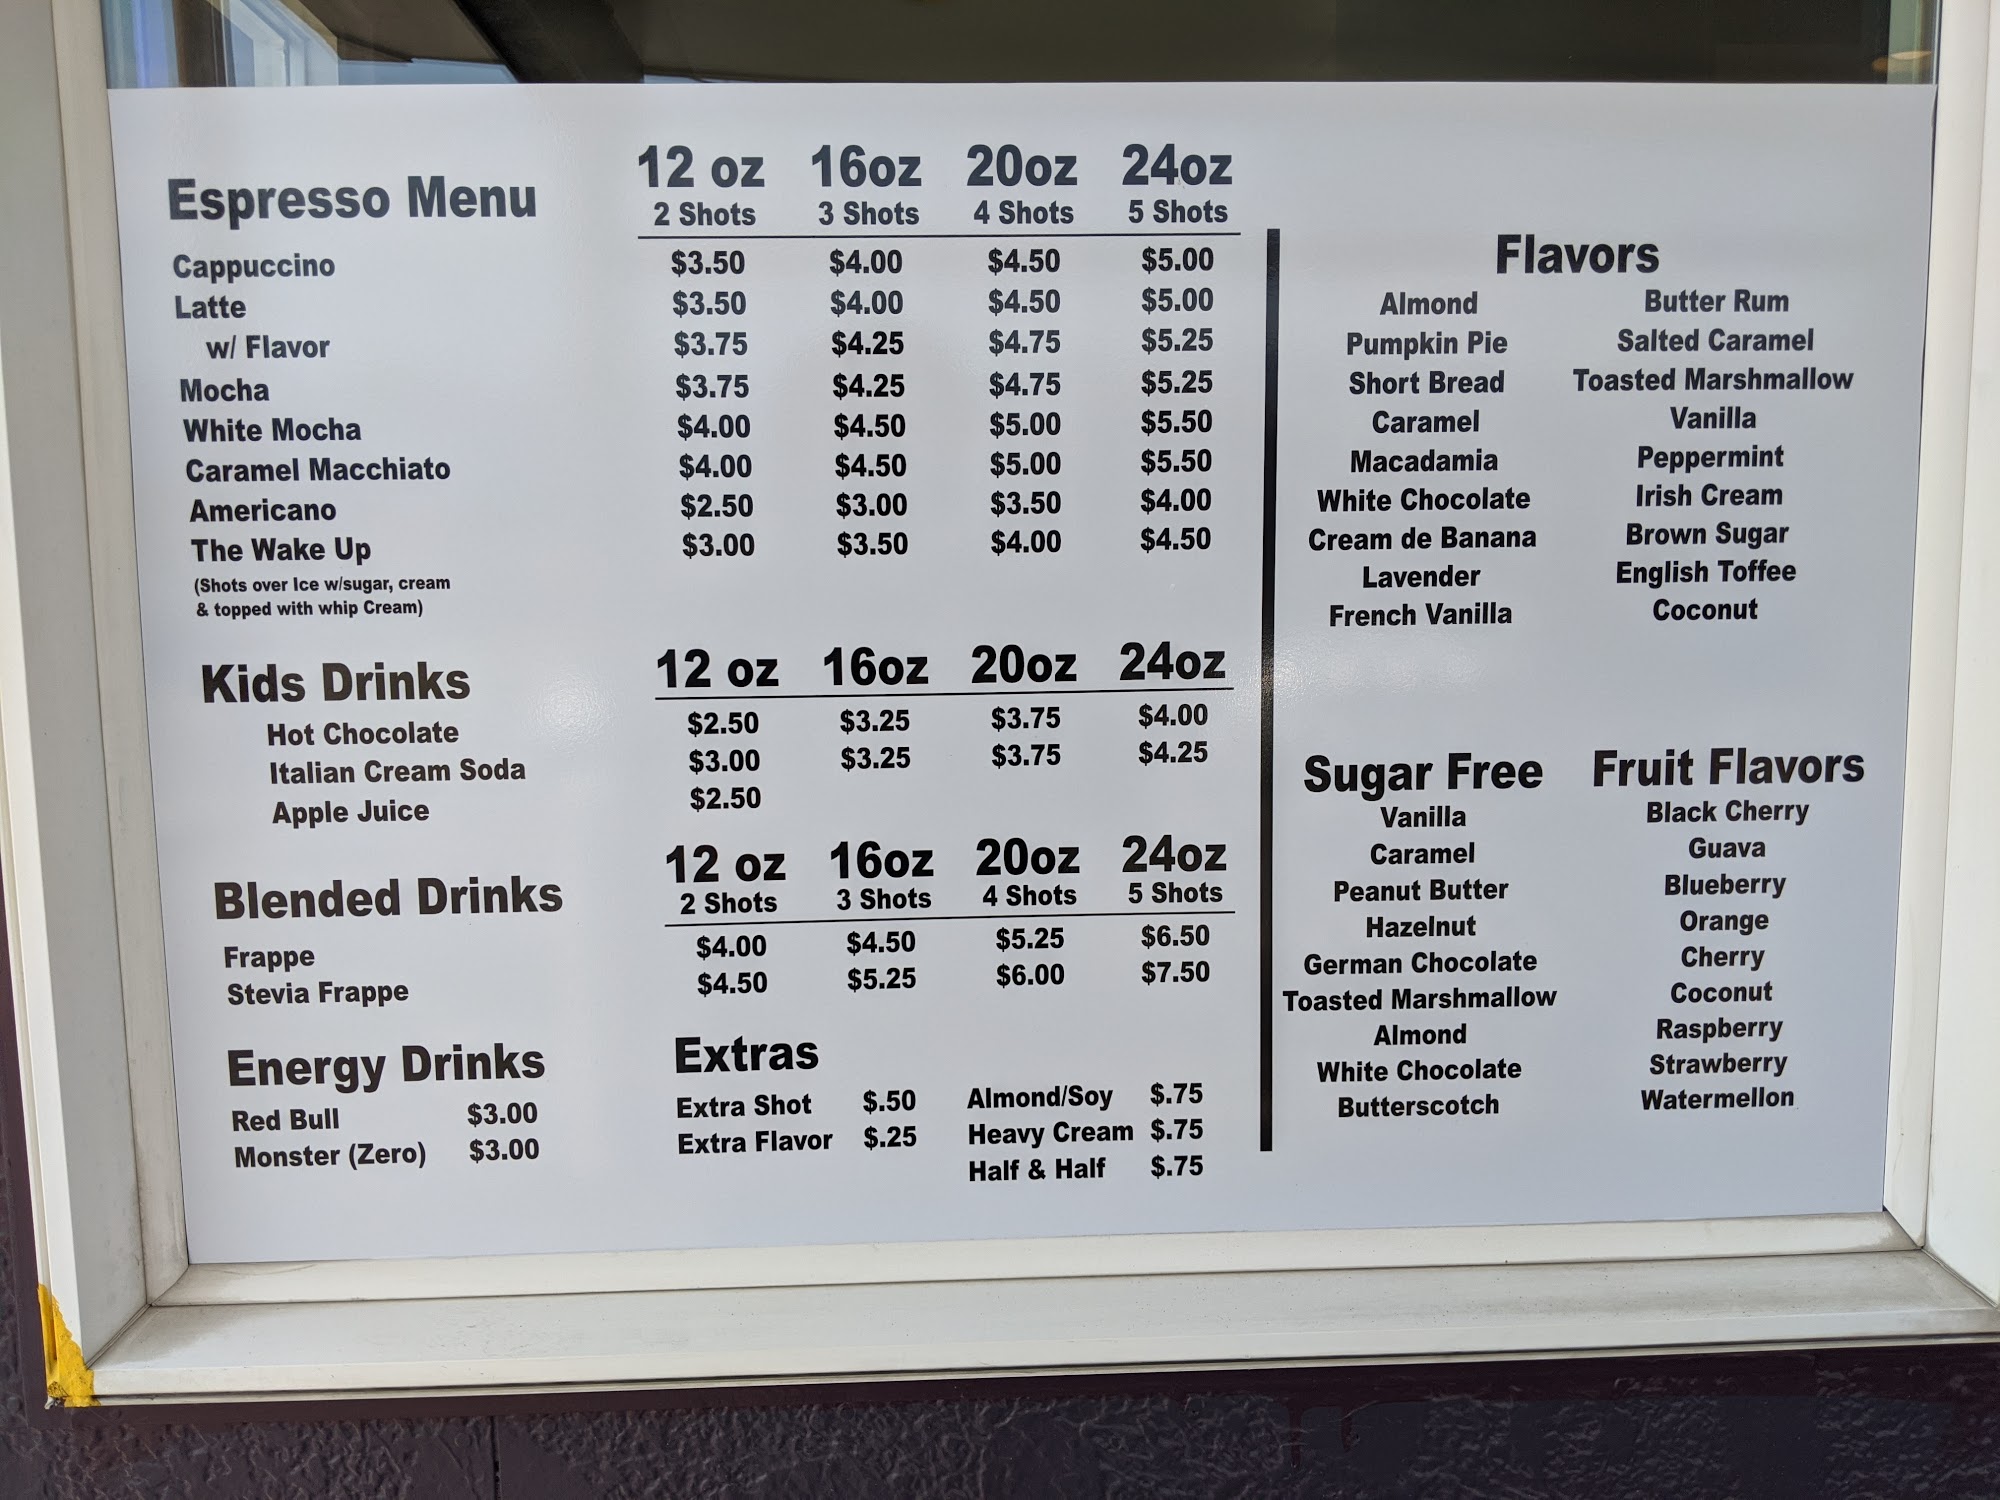 Espresso Menu 12 oz 16oz 20oz 24oz
2 Shots 3 Shots 4 Shots 5 Shots
Cappuccino $3.50 $4.00 $4.50 $5.00
Latte $3.50 $4.00 $4.50 $5.00
w/ Flavor $3.75 $4.25 $4.75 $5.25
Mocha $3.75 $4.25 $4.75 $5.25
White Mocha $4.00 $4.50 $5.00 $5.50
Caramel Macchiato $4.00 $4.50 $5.00 $5.50
Americano $2.50 $3.00 $3.50 $4.00
The Wake Up $3.00 $3.50 $4.00 $4.50
(Shots over Ice w/sugar, cream
& topped with whip Cream)
Kids Drinks 12 oz 16oz 20oz 24oz
Hot Chocolate $2.50 $3.25 $3.75 $4.00
Italian Cream Soda $3.00 $3.25 $3.75 $4.25
Apple Juice $2.50
Blended Drinks 12 oz 16oz 20oz 24oz
2 Shots 3 Shots 4 Shots 5 Shots
Frappe $4.00 $4.50 $5.25 $6.50
Stevia Frappe $4.50 $5.25 $6.00 $7.50
Energy Drinks
Red Bull $3.00
Monster (Zero) $3.00
Extras
Extra Shot $.50 Almond/Soy $.75
Extra Flavor $.25 Heavy Cream $.75
Half & Half $.75
Flavors
Almond Butter Rum
Pumpkin Pie Salted Caramel
Short Bread Toasted Marshmallow
Caramel Vanilla
Macadamia Peppermint
White Chocolate Irish Cream
Cream de Banana Brown Sugar
Lavender English Toffee
French Vanilla Coconut
Sugar Free Fruit Flavors
Vanilla Black Cherry
Caramel Guava
Peanut Butter Blueberry
Hazelnut Orange
German Chocolate Cherry
Toasted Marshmallow Coconut
Almond Raspberry
White Chocolate Strawberry
Butterscotch Watermellon